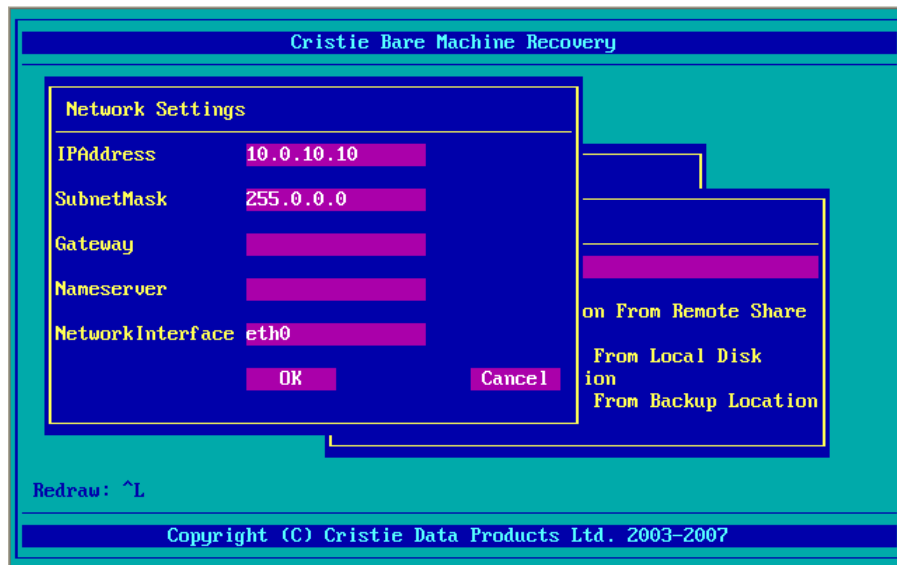 Cristie Bare Machine Recovery
Network Settings
IPAddress 10.0.10.10
SubnetMask 255.0.0.0
Gateway
Nameserver
NetworkInterface eth0
on From Remote Share
From Local Disk
OK Cancel ion
From Backup Location
Redraw: ^L
Copyright (C) Cristie Data Products Ltd. 2003-2007